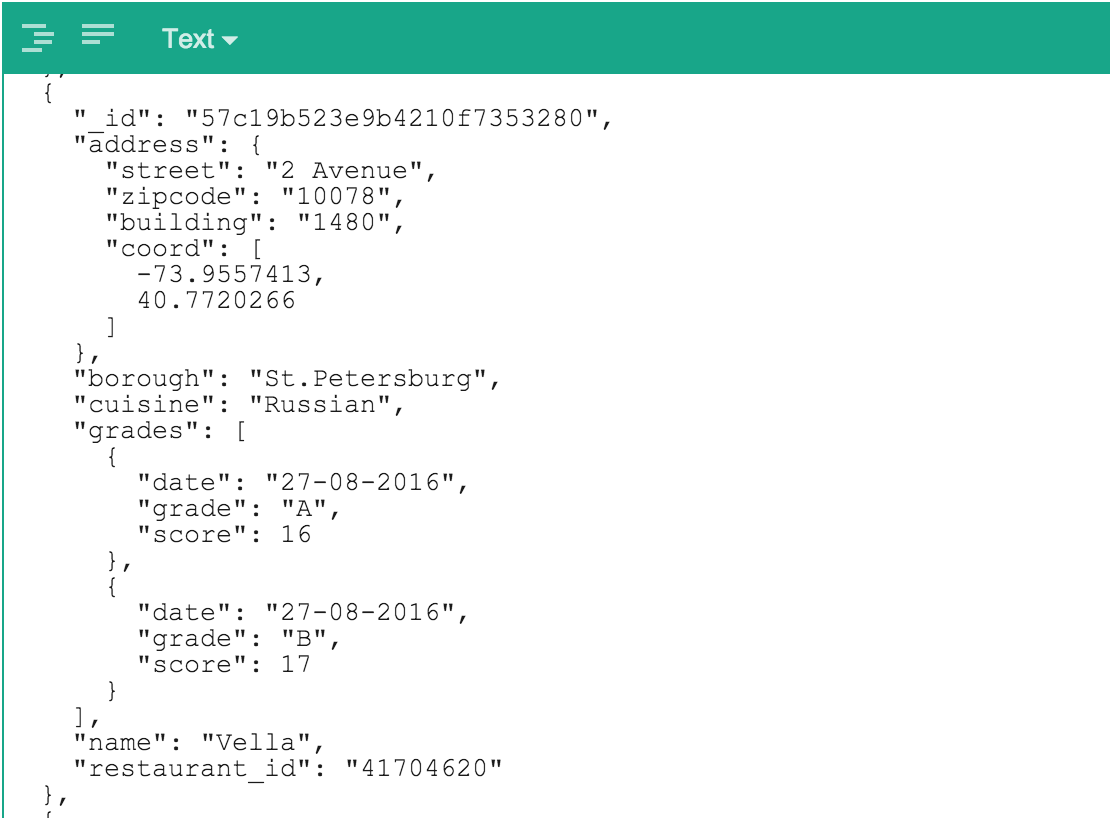 Text
},
{
"_id": "57c19b523e9b4210f7353280",
"address": {
"street": "2 Avenue",
"zipcode": "10078",
"building": "1480",
"coord": [
-73.9557413,
40.7720266
]
},
"borough": "St.Petersburg",
"cuisine": "Russian",
"grades": [
{
"date": "27-08-2016",
"grade": "A",
"score": 16
},
{
"date": "27-08-2016",
"grade": "B",
"score": 17
}
],
"name": "Vella",
"restaurant_id": "41704620"
},
{